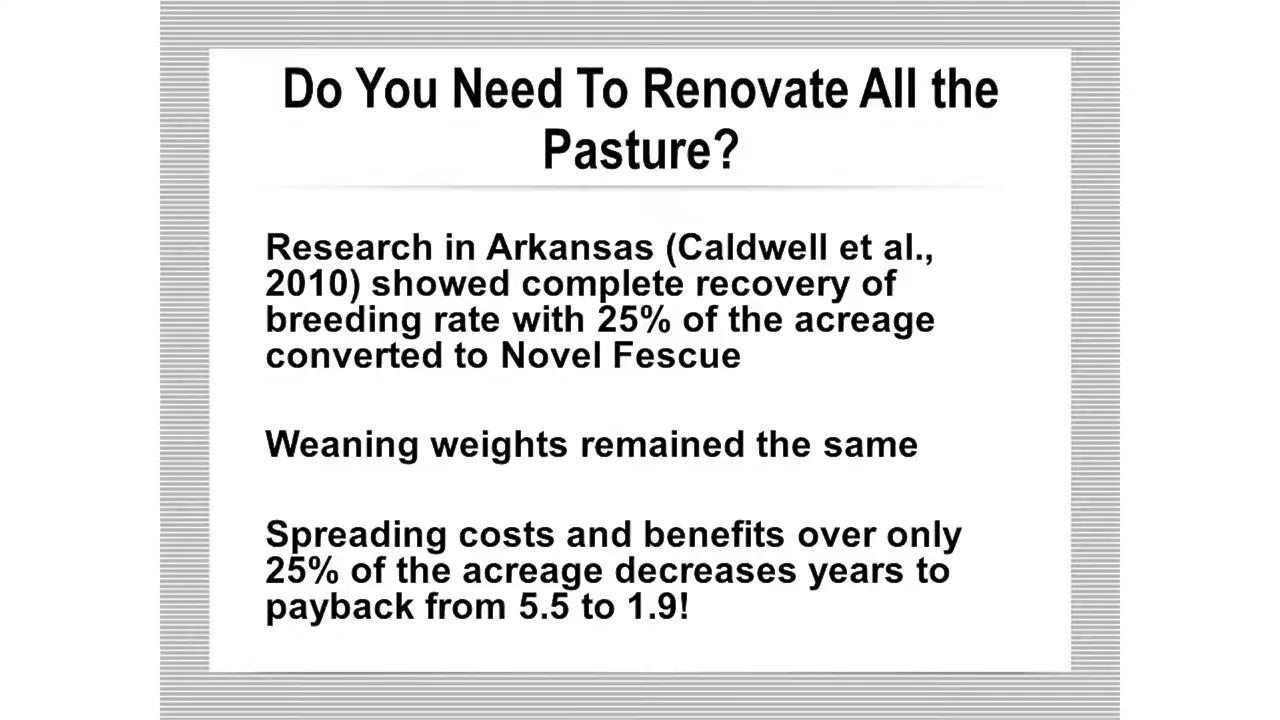 Do You Need To Renovate All the
Pasture?
Research in Arkansas (Caldwell et al.,
2010) showed complete recovery of
breeding rate with 25% of the acreage
converted to Novel Fescue
Weaning weights remained the same
Spreading costs and benefits over only
25% of the acreage decreases years to
payback from 5.5 to 1.9!